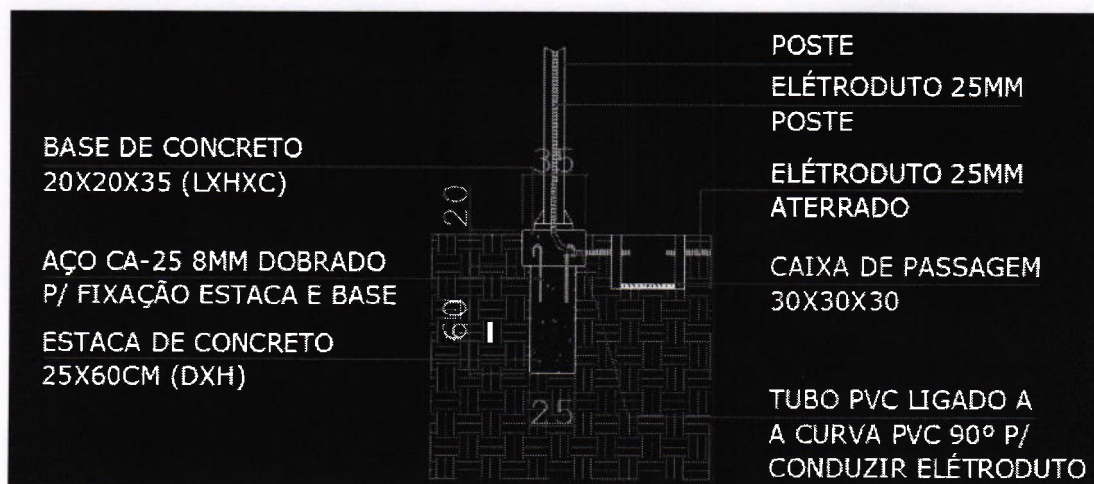 BASE DE CONCRETO
20X20X35 (LXHXC)
AÇO CA-25 8MM DOBRADO
P/ FIXAÇÃO ESTACA E BASE
ESTACA DE CONCRETO
25X60CM (DXH)
35
20
60
25
POSTE
ELÉTRODUTO 25MM
POSTE
ELÉTRODUTO 25MM
ATERRADO
CAIXA DE PASSAGEM
30X30X30
TUBO PVC LIGADO A
A CURVA PVC 90º P/
CONDUZIR ELÉTRODUTO